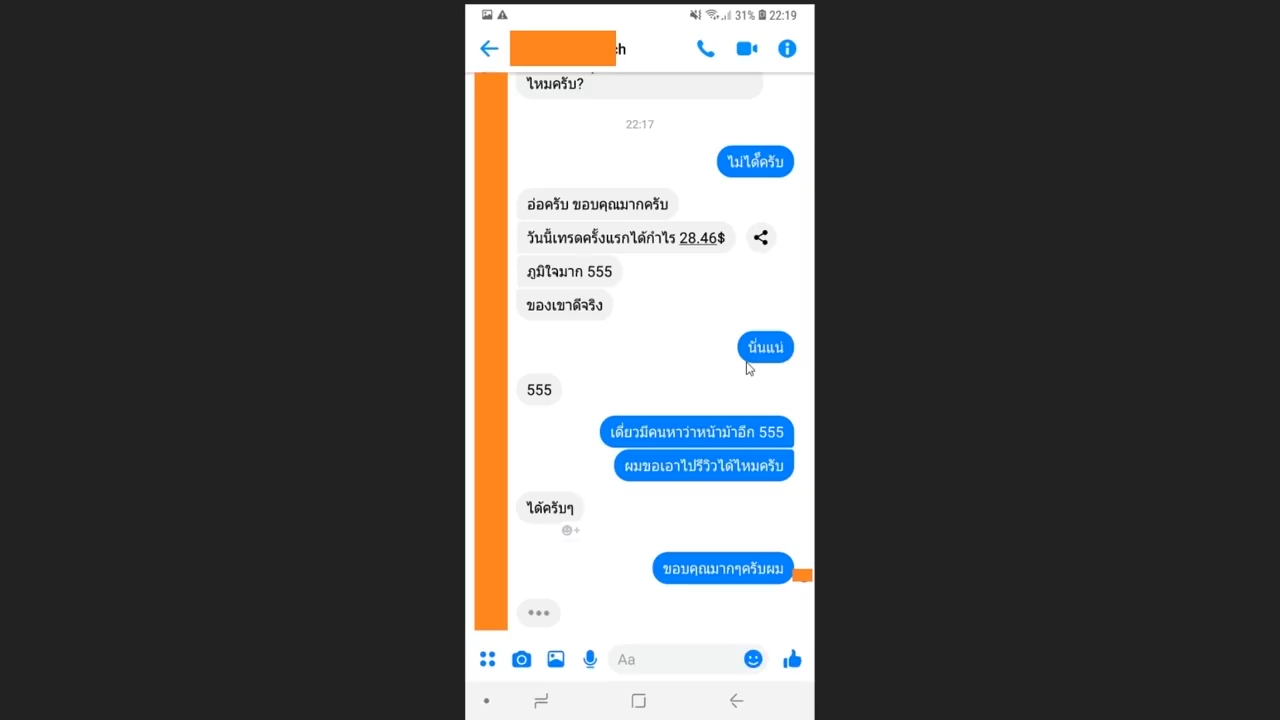 31% 22:19
ch
ไหมครับ?
22:17
ไม่ได้ครับ
อ่อครับ ขอบคุณมากครับ
วันนี้เทรดครั้งแรกได้กำไร 28.46$
ภูมิใจมาก 555
ของเขาดีจริง
นั่นแน่
555
เดี่ยวมีคนหาว่าหน้าม้าอีก 555
ผมขอเอาไปรีวิวได้ไหมครับ
ได้ครับๆ
ขอบคุณมากๆครับผม
Aa